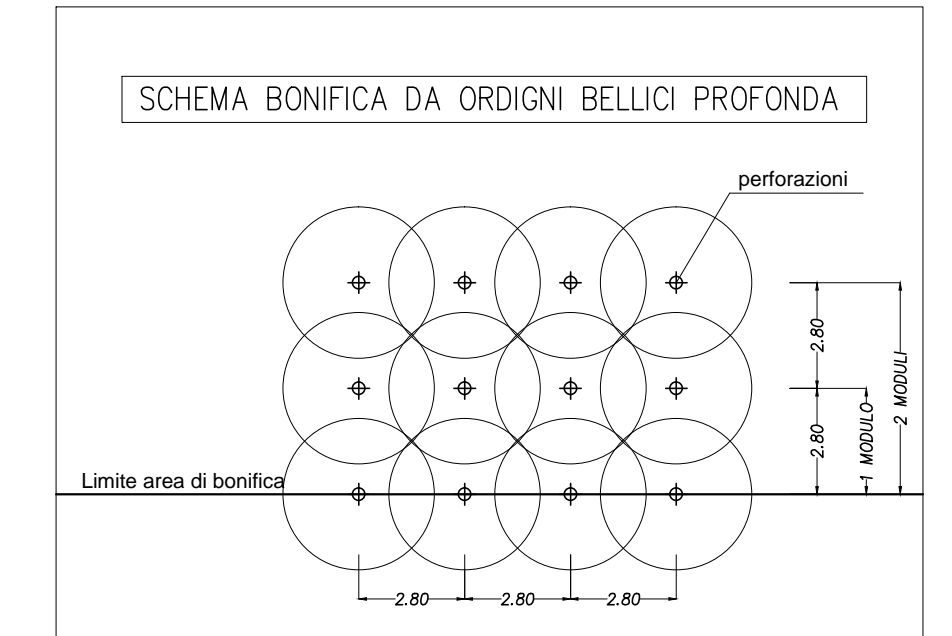 SCHEMA BONIFICA DA ORDIGNI BELLICI PROFONDA
perforazioni
2.80
2.80
1 MODULO
2 MODULI
Limite area di bonifica
2.80
2.80
2.80